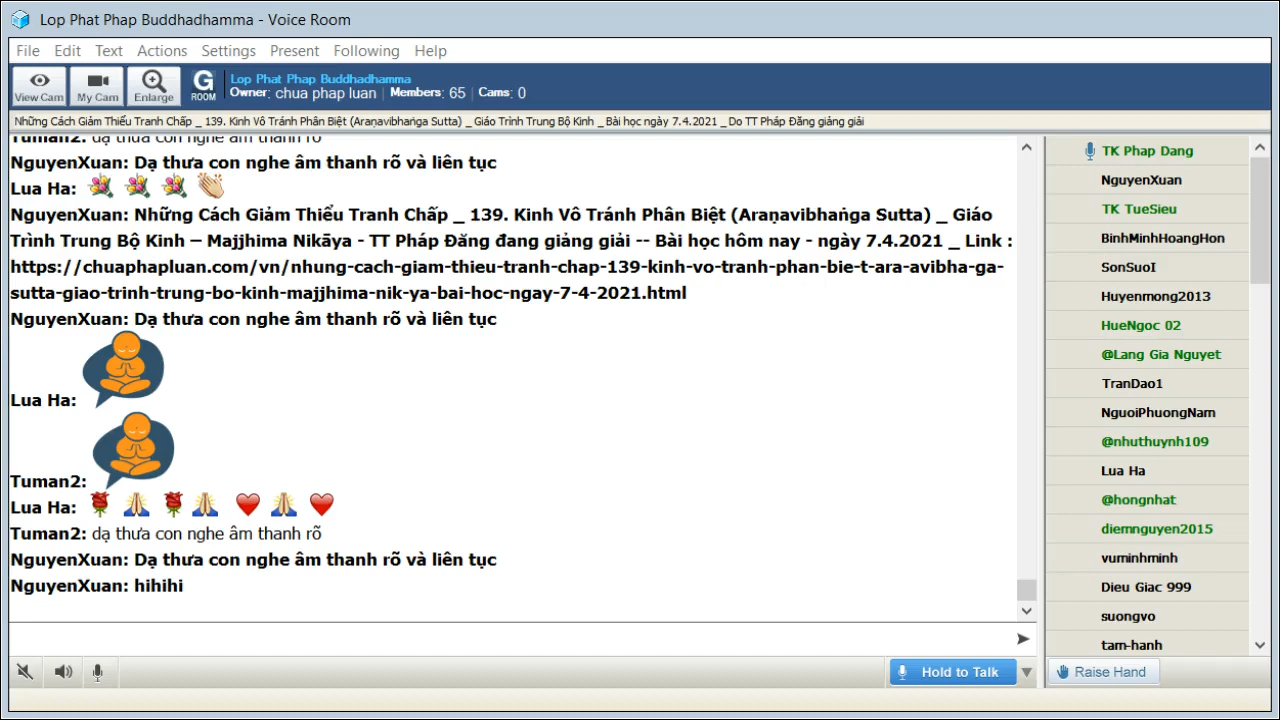 Lop Phat Phap Buddhadhamma - Voice Room
File Edit Text Actions Settings Present Following Help
View Cam My Cam Enlarge G ROOM
Lop Phat Phap Buddhadhamma
Owner: chua phap luan Members: 65 Cams: 0
Những Cách Giảm Thiểu Tranh Chấp _ 139. Kinh Vô Tránh Phân Biệt (Araṇavibhaṅga Sutta) _ Giáo Trình Trung Bộ Kinh _ Bài học ngày 7.4.2021 _ Do TT Pháp Đăng giảng giải
Tuman2: dạ thưa con nghe âm thanh rõ
NguyenXuan: Dạ thưa con nghe âm thanh rõ và liên tục
Lua Ha:
NguyenXuan: Những Cách Giảm Thiểu Tranh Chấp _ 139. Kinh Vô Tránh Phân Biệt (Araṇavibhaṅga Sutta) _ Giáo
Trình Trung Bộ Kinh – Majjhima Nikāya - TT Pháp Đăng đang giảng giải -- Bài học hôm nay - ngày 7.4.2021 _ Link :
https://chuaphapluan.com/vn/nhung-cach-giam-thieu-tranh-chap-139-kinh-vo-tranh-phan-bie-t-ara-avibha-ga-
sutta-giao-trinh-trung-bo-kinh-majjhima-nik-ya-bai-hoc-ngay-7-4-2021.html
NguyenXuan: Dạ thưa con nghe âm thanh rõ và liên tục
Lua Ha:
Tuman2:
Lua Ha:
Tuman2: dạ thưa con nghe âm thanh rõ
NguyenXuan: Dạ thưa con nghe âm thanh rõ và liên tục
NguyenXuan: hihihi
Hold to Talk
TK Phap Dang
NguyenXuan
TK TueSieu
BinhMinhHoangHon
SonSuoI
Huyenmong2013
HueNgoc 02
@Lang Gia Nguyet
TranDao1
NguoiPhuongNam
@nhuthuynh109
Lua Ha
@hongnhat
diemnguyen2015
vuminhminh
Dieu Giac 999
suongvo
tam-hanh
Raise Hand